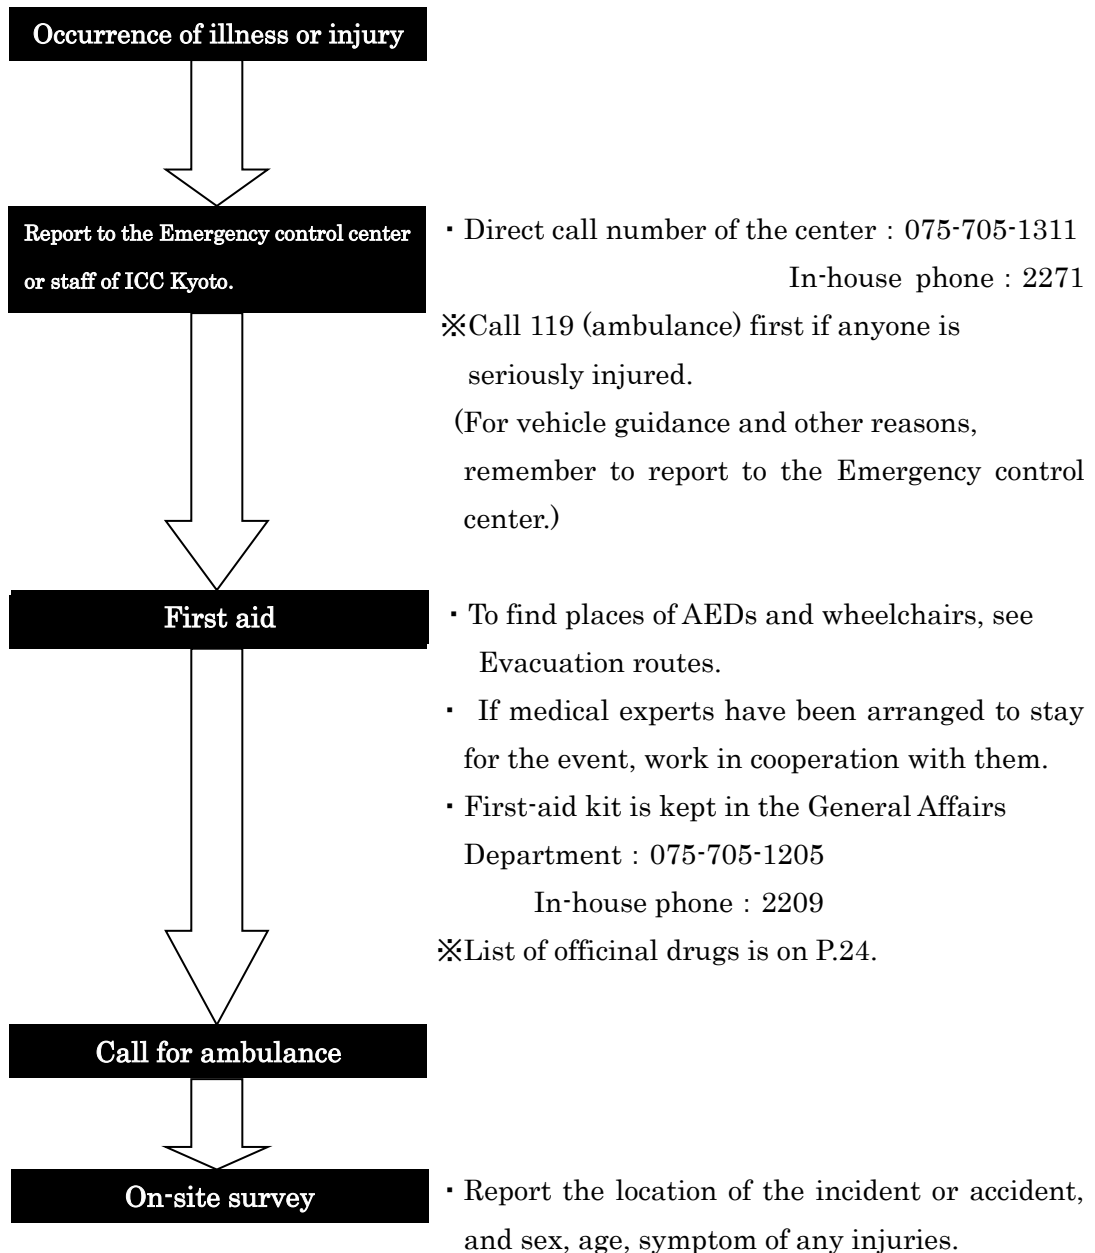 Occurrence of illness or injury
Report to the Emergency control center
or staff of ICC Kyoto.
・Direct call number of the center：075-705-1311
In-house phone：2271
※Call 119 (ambulance) first if anyone is
seriously injured.
(For vehicle guidance and other reasons,
remember to report to the Emergency control
center.)
First aid
・To find places of AEDs and wheelchairs, see
Evacuation routes.
・ If medical experts have been arranged to stay
for the event, work in cooperation with them.
・First-aid kit is kept in the General Affairs
Department：075-705-1205
In-house phone：2209
※List of officinal drugs is on P.24.
Call for ambulance
On-site survey
・Report the location of the incident or accident,
and sex, age, symptom of any injuries.